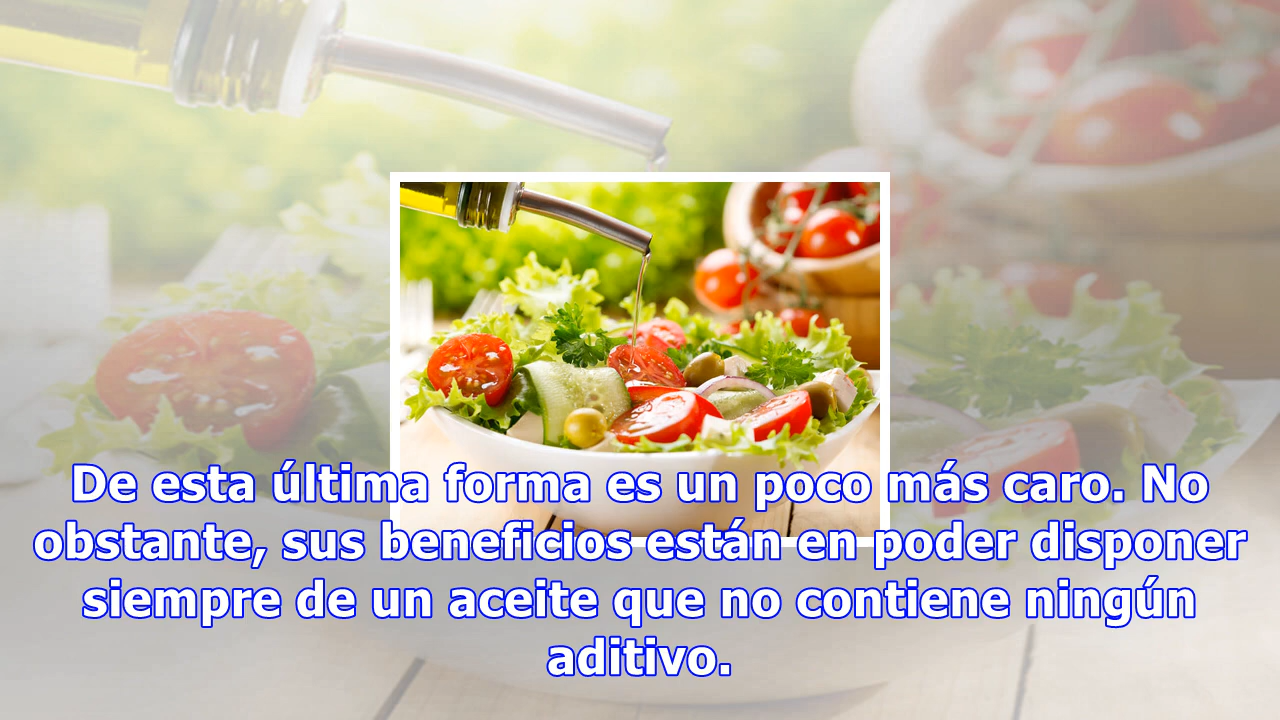 De esta última forma es un poco más caro. No
obstante, sus beneficios están en poder disponer
siempre de un aceite que no contiene ningún
aditivo.